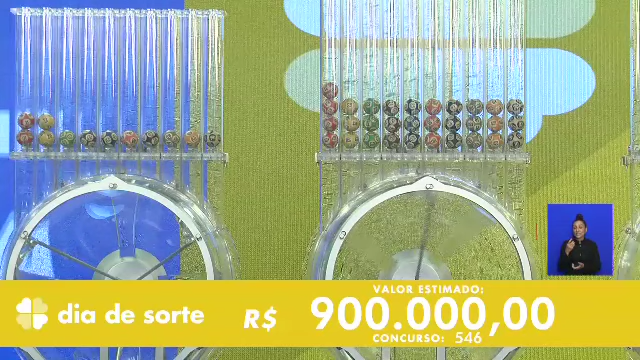 dia de sorte
R$
VALOR ESTIMADO:
900.000,00
CONCURSO: 546